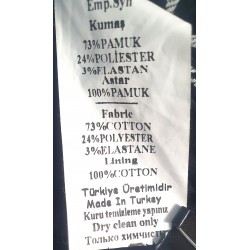 Emp.Syn
Kumaş
73%PAMUK
24%POLİESTER
3%ELASTAN
Astar
100%PAMUK
Fabric
73%COTTON
24%POLYESTER
3%ELASTANE
Lining
100%COTTON
Türkiye Üretimidir
Made In Turkey
Kuru temizleme yapınız
Dry clean only
Только химчистк